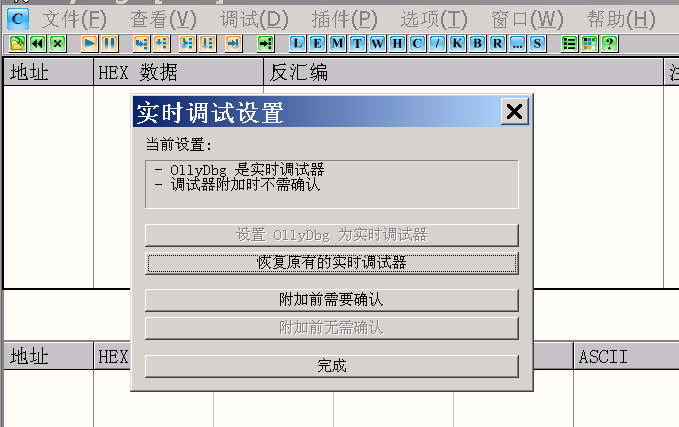 C 文件(F) 查看(V) 调试(D) 插件(P) 选项(T) 窗口(W) 帮助(H)
L E M T W H C / K B R ... S ?
地址 HEX 数据 反汇编
实时调试设置
当前设置:
- OllyDbg 是实时调试器
- 调试器附加时不需确认
设置 OllyDbg 为实时调试器
恢复原有的实时调试器
附加前需要确认
附加前无需确认
完成
地址 HEX ASCII